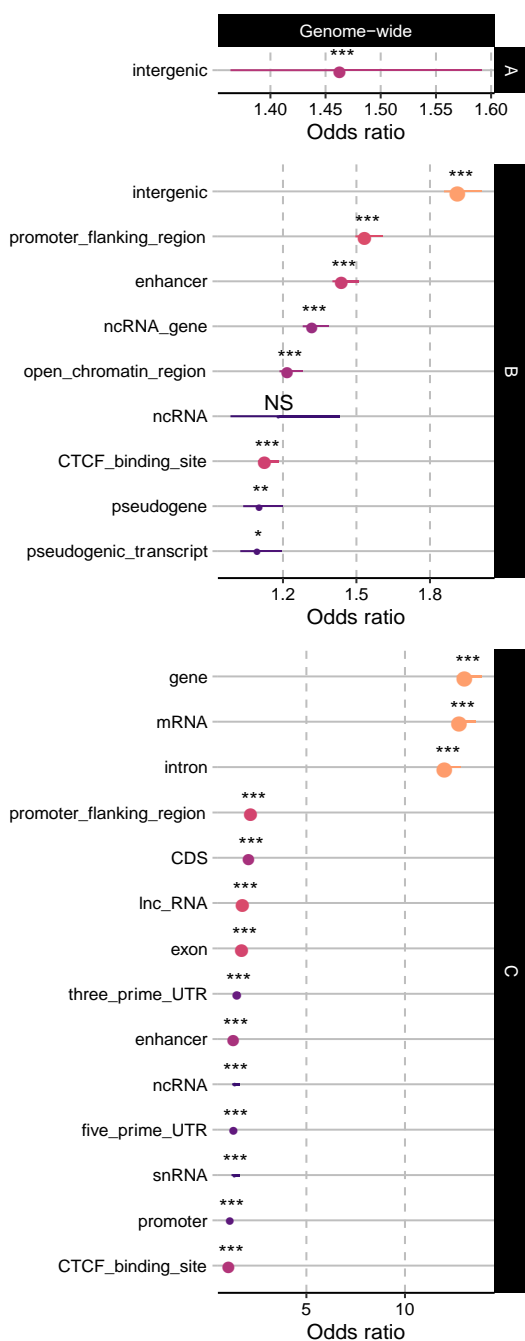 Genome-wide
A
***
intergenic
1.40 1.45 1.50 1.55 1.60
Odds ratio
B
***
intergenic
***
promoter_flanking_region
***
enhancer
***
ncRNA_gene
***
open_chromatin_region
NS
ncRNA
***
CTCF_binding_site
**
pseudogene
*
pseudogenic_transcript
1.2 1.5 1.8
Odds ratio
C
***
gene
***
mRNA
***
intron
***
promoter_flanking_region
***
CDS
***
lnc_RNA
***
exon
***
three_prime_UTR
***
enhancer
***
ncRNA
***
five_prime_UTR
***
snRNA
***
promoter
***
CTCF_binding_site
5 10
Odds ratio